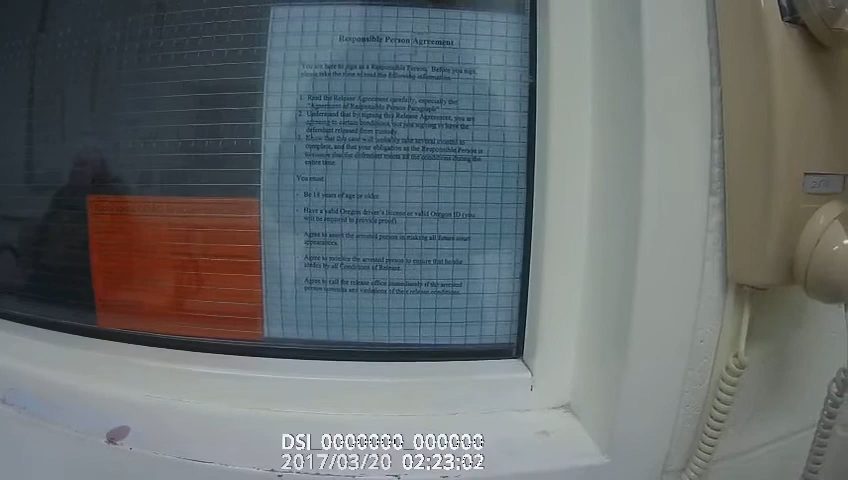 Responsible Person Agreement
You are here to sign as a Responsible Person. Before you sign,
please take the time to read the following information.
1. Read the Release Agreement carefully, especially the
"Agreement of Responsible Person Paragraph"
2. Understand that by signing this Release Agreement, you are
agreeing to certain conditions, not just signing to have the
defendant released from custody.
3. Know that this case will probably take several months to
complete, and that your obligation as the Responsible Person is
to the defendant all the conditions during the
entire time.
You must:
- Be 18 years of age or older
- Have a valid Oregon driver's license or valid Oregon ID (you
will be required to provide proof)
- Agree to assist the arrested person in making all future court
appearances.
- Agree to monitor the arrested person to ensure that he/she
abides by all Conditions of Release.
- Agree to call the release office immediately if the arrested
person commits any violations of their release conditions.
DSI_0000000_000000
2017/03/20 02:23:02